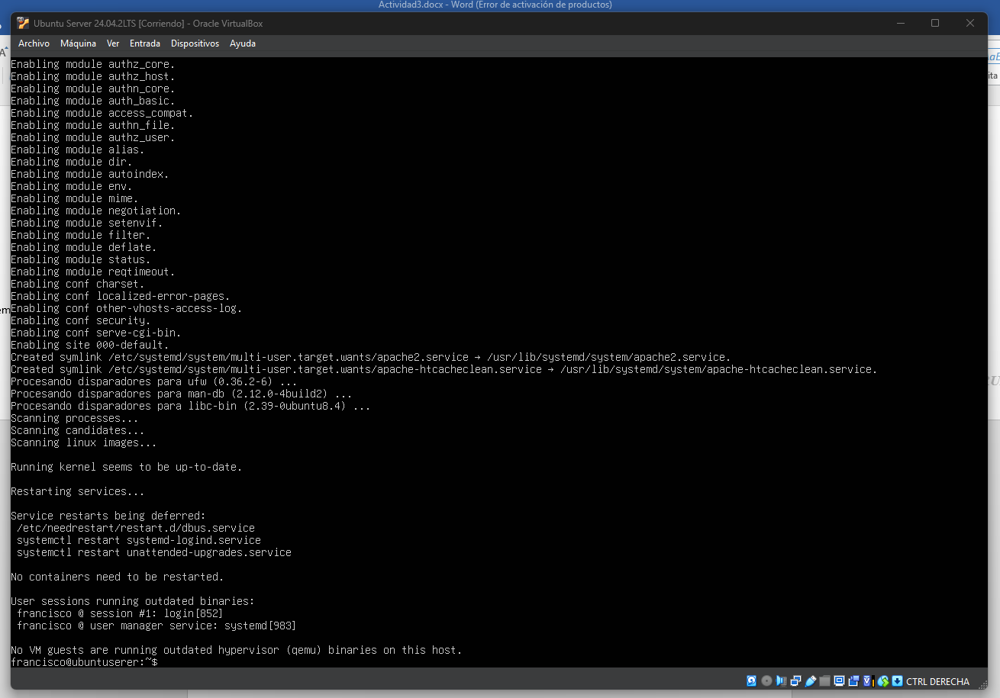 Actividad3.docx - Word (Error de activación de productos)
Ubuntu Server 24.04.2LTS [Corriendo] - Oracle VirtualBox
Archivo Máquina Ver Entrada Dispositivos Ayuda
Enabling module authz_core.
Enabling module authz_host.
Enabling module authn_core.
Enabling module auth_basic.
Enabling module access_compat.
Enabling module authn_file.
Enabling module authz_user.
Enabling module alias.
Enabling module dir.
Enabling module autoindex.
Enabling module env.
Enabling module mime.
Enabling module negotiation.
Enabling module setenvif.
Enabling module filter.
Enabling module deflate.
Enabling module status.
Enabling module reqtimeout.
Enabling conf charset.
Enabling conf localized-error-pages.
Enabling conf other-vhosts-access-log.
Enabling conf security.
Enabling conf serve-cgi-bin.
Enabling site 000-default.
Created symlink /etc/systemd/system/multi-user.target.wants/apache2.service → /usr/lib/systemd/system/apache2.service.
Created symlink /etc/systemd/system/multi-user.target.wants/apache-htcacheclean.service → /usr/lib/systemd/system/apache-htcacheclean.service.
Procesando disparadores para ufw (0.36.2-6) ...
Procesando disparadores para man-db (2.12.0-4build2) ...
Procesando disparadores para libc-bin (2.39-0ubuntu8.4) ...
Scanning processes...
Scanning candidates...
Scanning linux images...
Running kernel seems to be up-to-date.
Restarting services...
Service restarts being deferred:
/etc/needrestart/restart.d/dbus.service
systemctl restart systemd-logind.service
systemctl restart unattended-upgrades.service
No containers need to be restarted.
User sessions running outdated binaries:
francisco @ session #1: login[852]
francisco @ user manager service: systemd[983]
No VM guests are running outdated hypervisor (qemu) binaries on this host.
francisco@ubuntuserer:~$
CTRL DERECHA